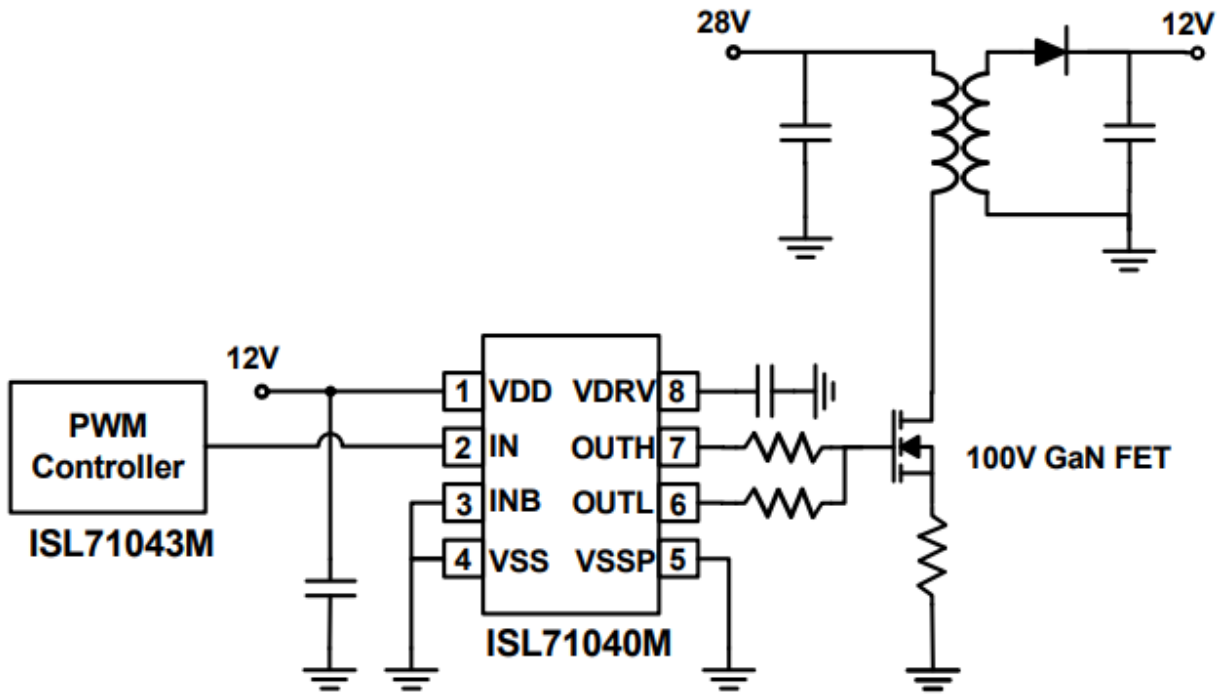 28V
12V
12V
1 VDD VDRV 8
PWM
Controller
2 IN OUTH 7
100V GaN FET
3 INB OUTL 6
ISL71043M
4 VSS VSSP 5
ISL71040M